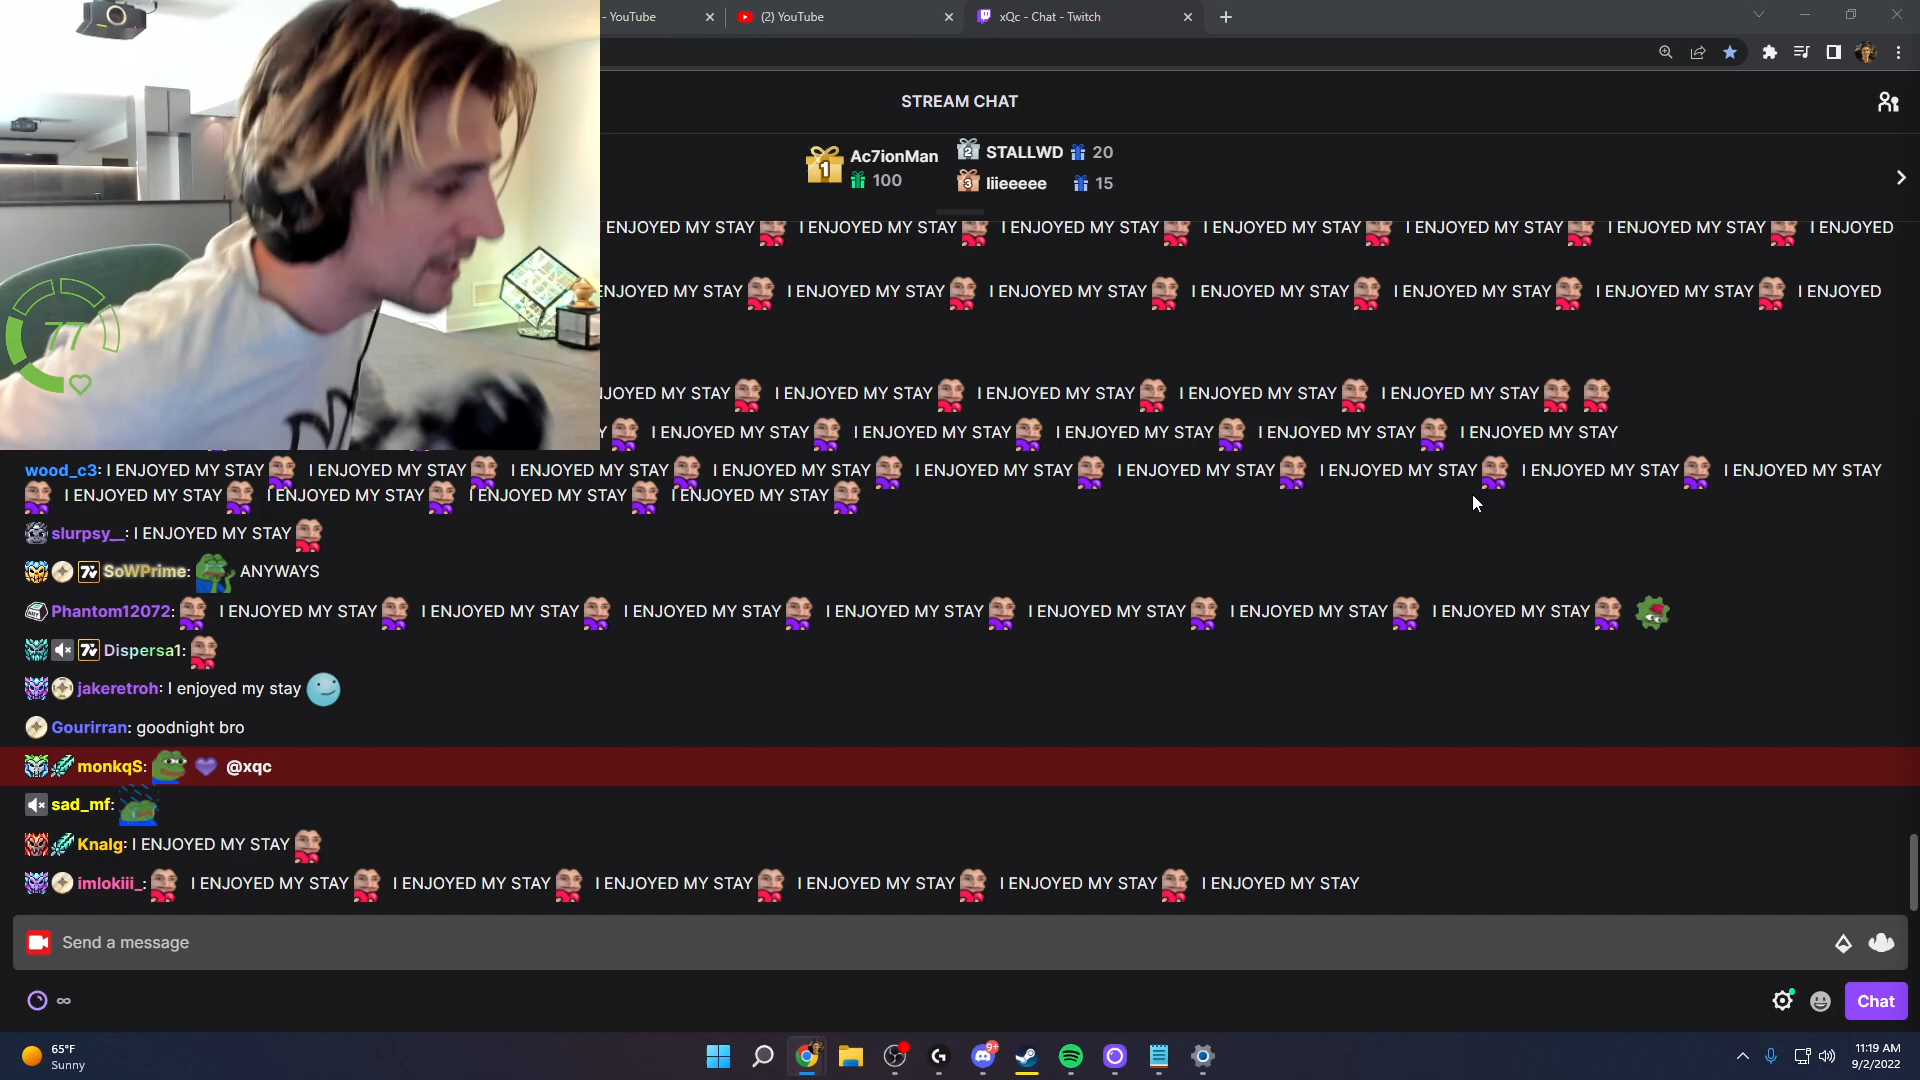 - YouTube
(2) YouTube
xQc - Chat - Twitch
STREAM CHAT
1 Ac7ionMan
100
2 STALLWD 20
3 liieeeee 15
ENJOYED MY STAY I ENJOYED MY STAY I ENJOYED MY STAY I ENJOYED MY STAY I ENJOYED MY STAY I ENJOYED MY STAY I ENJOYED
ENJOYED MY STAY I ENJOYED MY STAY I ENJOYED MY STAY I ENJOYED MY STAY I ENJOYED MY STAY I ENJOYED MY STAY I ENJOYED
77
JOYED MY STAY I ENJOYED MY STAY I ENJOYED MY STAY I ENJOYED MY STAY I ENJOYED MY STAY
Y I ENJOYED MY STAY I ENJOYED MY STAY I ENJOYED MY STAY I ENJOYED MY STAY I ENJOYED MY STAY
wood_c3: I ENJOYED MY STAY I ENJOYED MY STAY I ENJOYED MY STAY I ENJOYED MY STAY I ENJOYED MY STAY I ENJOYED MY STAY I ENJOYED MY STAY I ENJOYED MY STAY I ENJOYED MY STAY
I ENJOYED MY STAY I ENJOYED MY STAY I ENJOYED MY STAY I ENJOYED MY STAY
slurpsy__: I ENJOYED MY STAY
SoWPrime: ANYWAYS
Phantom12072: I ENJOYED MY STAY I ENJOYED MY STAY I ENJOYED MY STAY I ENJOYED MY STAY I ENJOYED MY STAY I ENJOYED MY STAY I ENJOYED MY STAY
Dispersa1:
jakeretroh: I enjoyed my stay
Gourirran: goodnight bro
monkqS: @xqc
sad_mf:
Knalg: I ENJOYED MY STAY
imlokiii_: I ENJOYED MY STAY I ENJOYED MY STAY I ENJOYED MY STAY I ENJOYED MY STAY I ENJOYED MY STAY I ENJOYED MY STAY
Send a message
∞
Chat
65°F
Sunny
9+
11:19 AM
9/2/2022